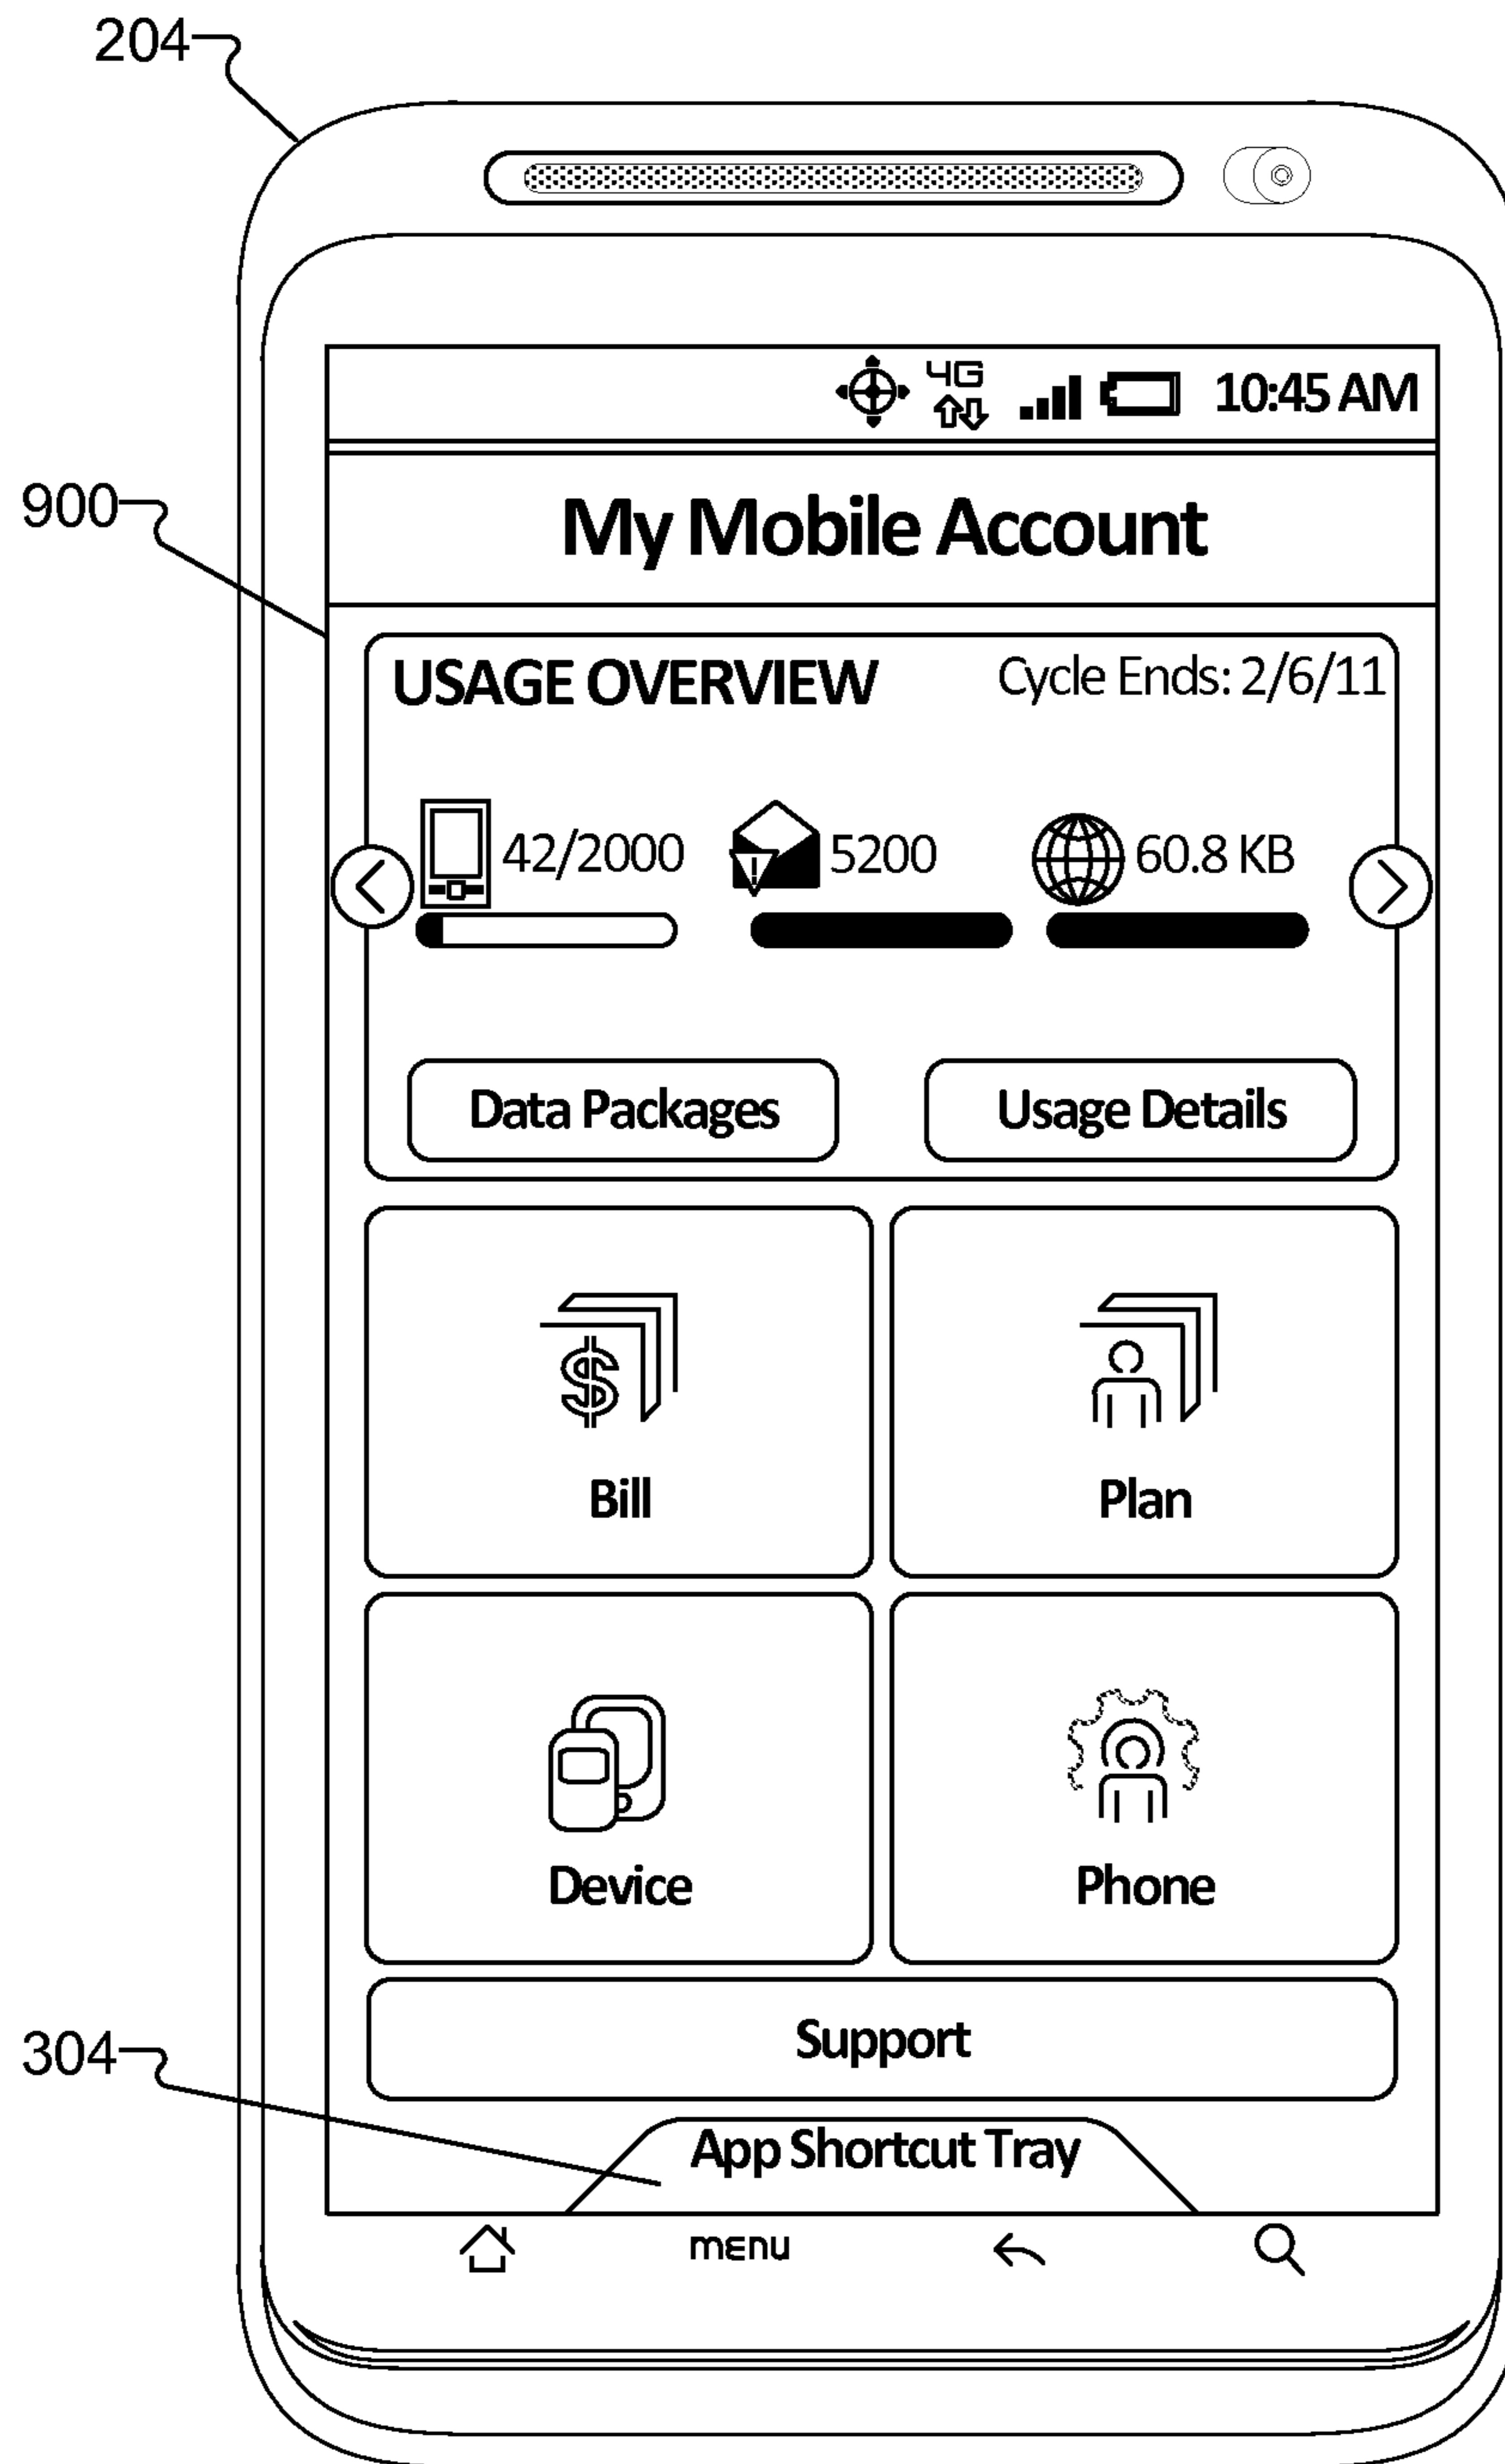 204
4G
10:45 AM
900
My Mobile Account
USAGE OVERVIEW Cycle Ends: 2/6/11
42/2000 5200 60.8 KB
Data Packages Usage Details
Bill Plan
Device Phone
Support
304
App Shortcut Tray
menu